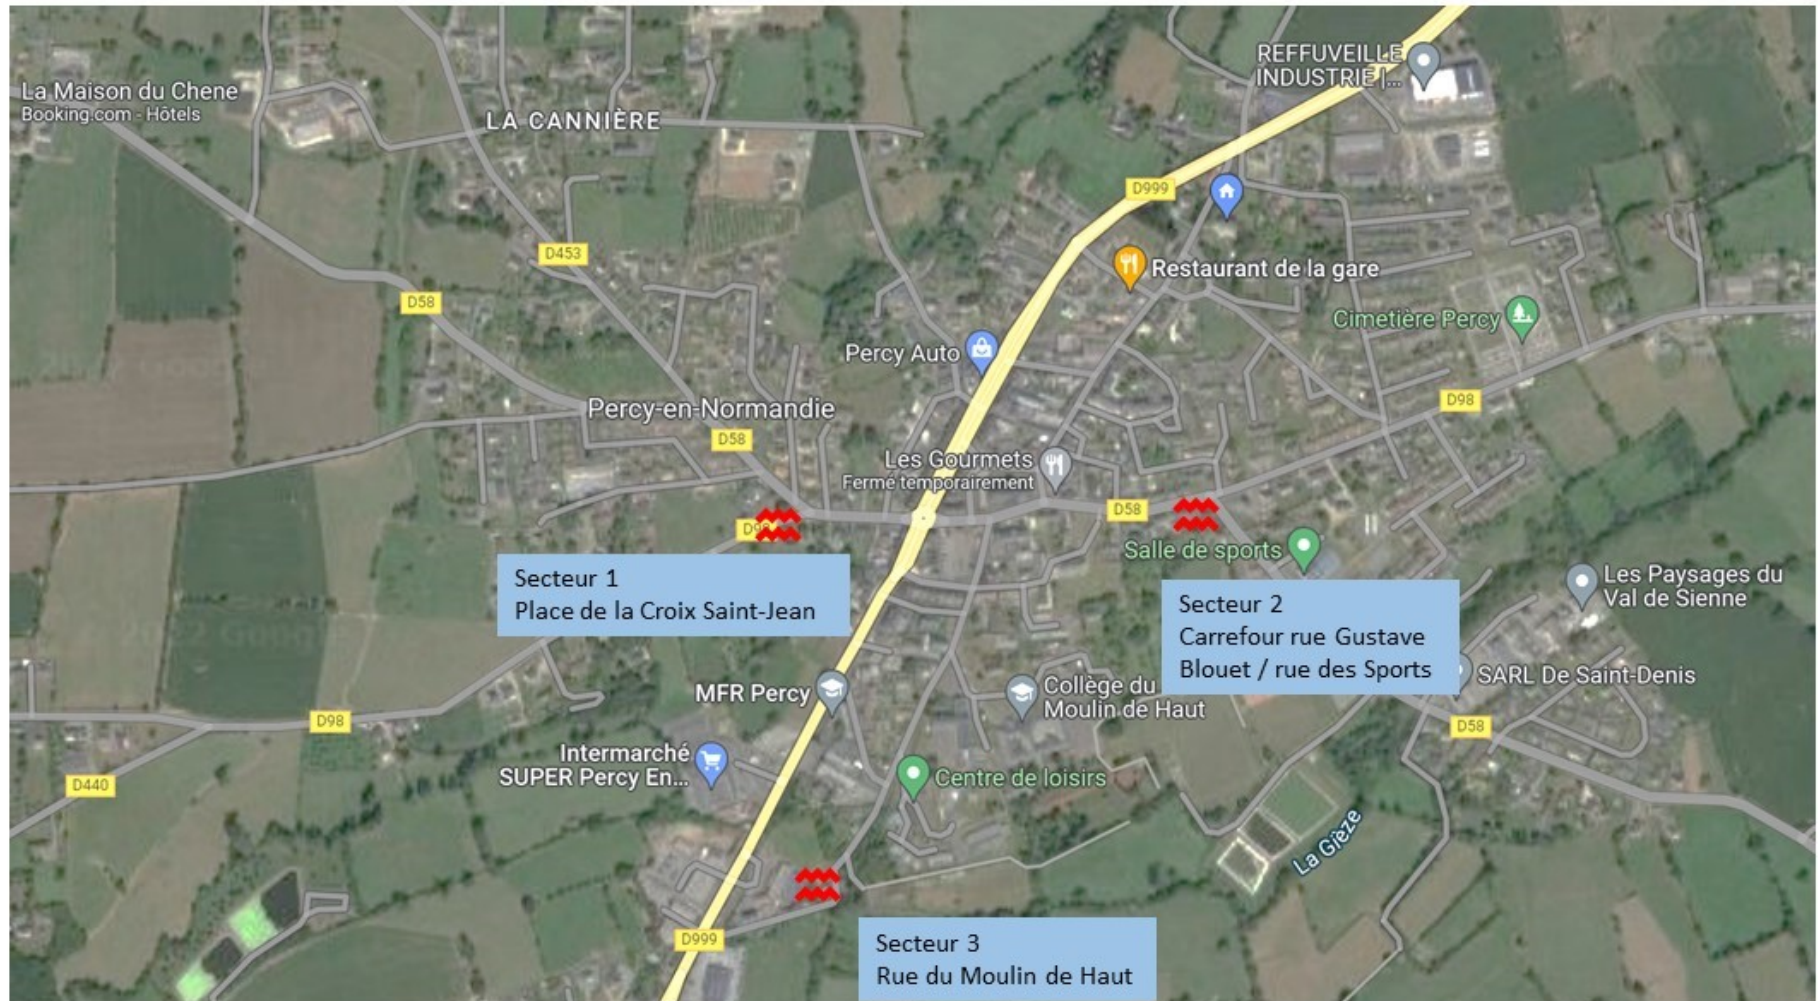 REFFUVEILLE
INDUSTRIE |...
La Maison du Chene
Booking.com - Hôtels
LA CANNIÈRE
D999
D453
Restaurant de la gare
D58
Cimetière Percy
Percy Auto
D98
Percy-en-Normandie
D58
Les Gourmets
Fermé temporairement
D58
Salle de sports
Secteur 1
Place de la Croix Saint-Jean
Les Paysages du
Val de Sienne
Secteur 2
Carrefour rue Gustave
Blouet / rue des Sports
SARL De Saint-Denis
MFR Percy
Collège du
Moulin de Haut
D98
D58
Intermarché
SUPER Percy En...
Centre de loisirs
D440
La Gièze
D999
Secteur 3
Rue du Moulin de Haut